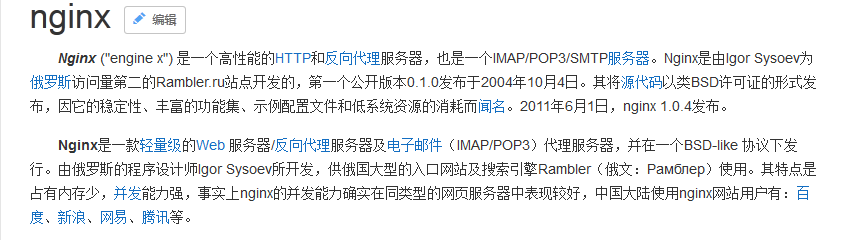 nginx 编辑
Nginx ("engine x") 是一个高性能的HTTP和反向代理服务器，也是一个IMAP/POP3/SMTP服务器。Nginx是由Igor Sysoev为
俄罗斯访问量第二的Rambler.ru站点开发的，第一个公开版本0.1.0发布于2004年10月4日。其将源代码以类BSD许可证的形式发
布，因它的稳定性、丰富的功能集、示例配置文件和低系统资源的消耗而闻名。2011年6月1日，nginx 1.0.4发布。
Nginx是一款轻量级的Web 服务器/反向代理服务器及电子邮件（IMAP/POP3）代理服务器，并在一个BSD-like 协议下发
行。由俄罗斯的程序设计师Igor Sysoev所开发，供俄国大型的入口网站及搜索引擎Rambler（俄文：Рамблер）使用。其特点是
占有内存少，并发能力强，事实上nginx的并发能力确实在同类型的网页服务器中表现较好，中国大陆使用nginx网站用户有：百
度、新浪、网易、腾讯等。